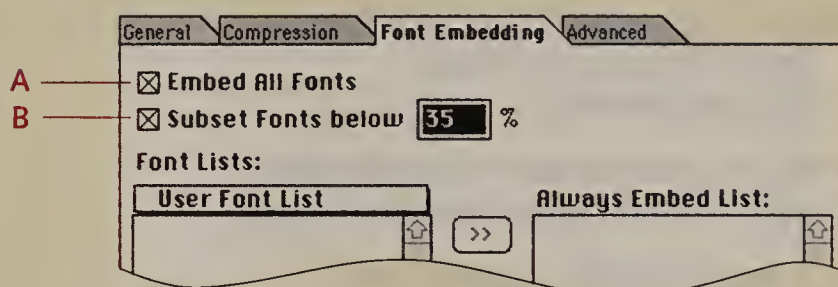 General Compression Font Embedding Advanced
A Embed All Fonts
B Subset Fonts below 35 %
Font Lists:
User Font List Always Embed List:
>>